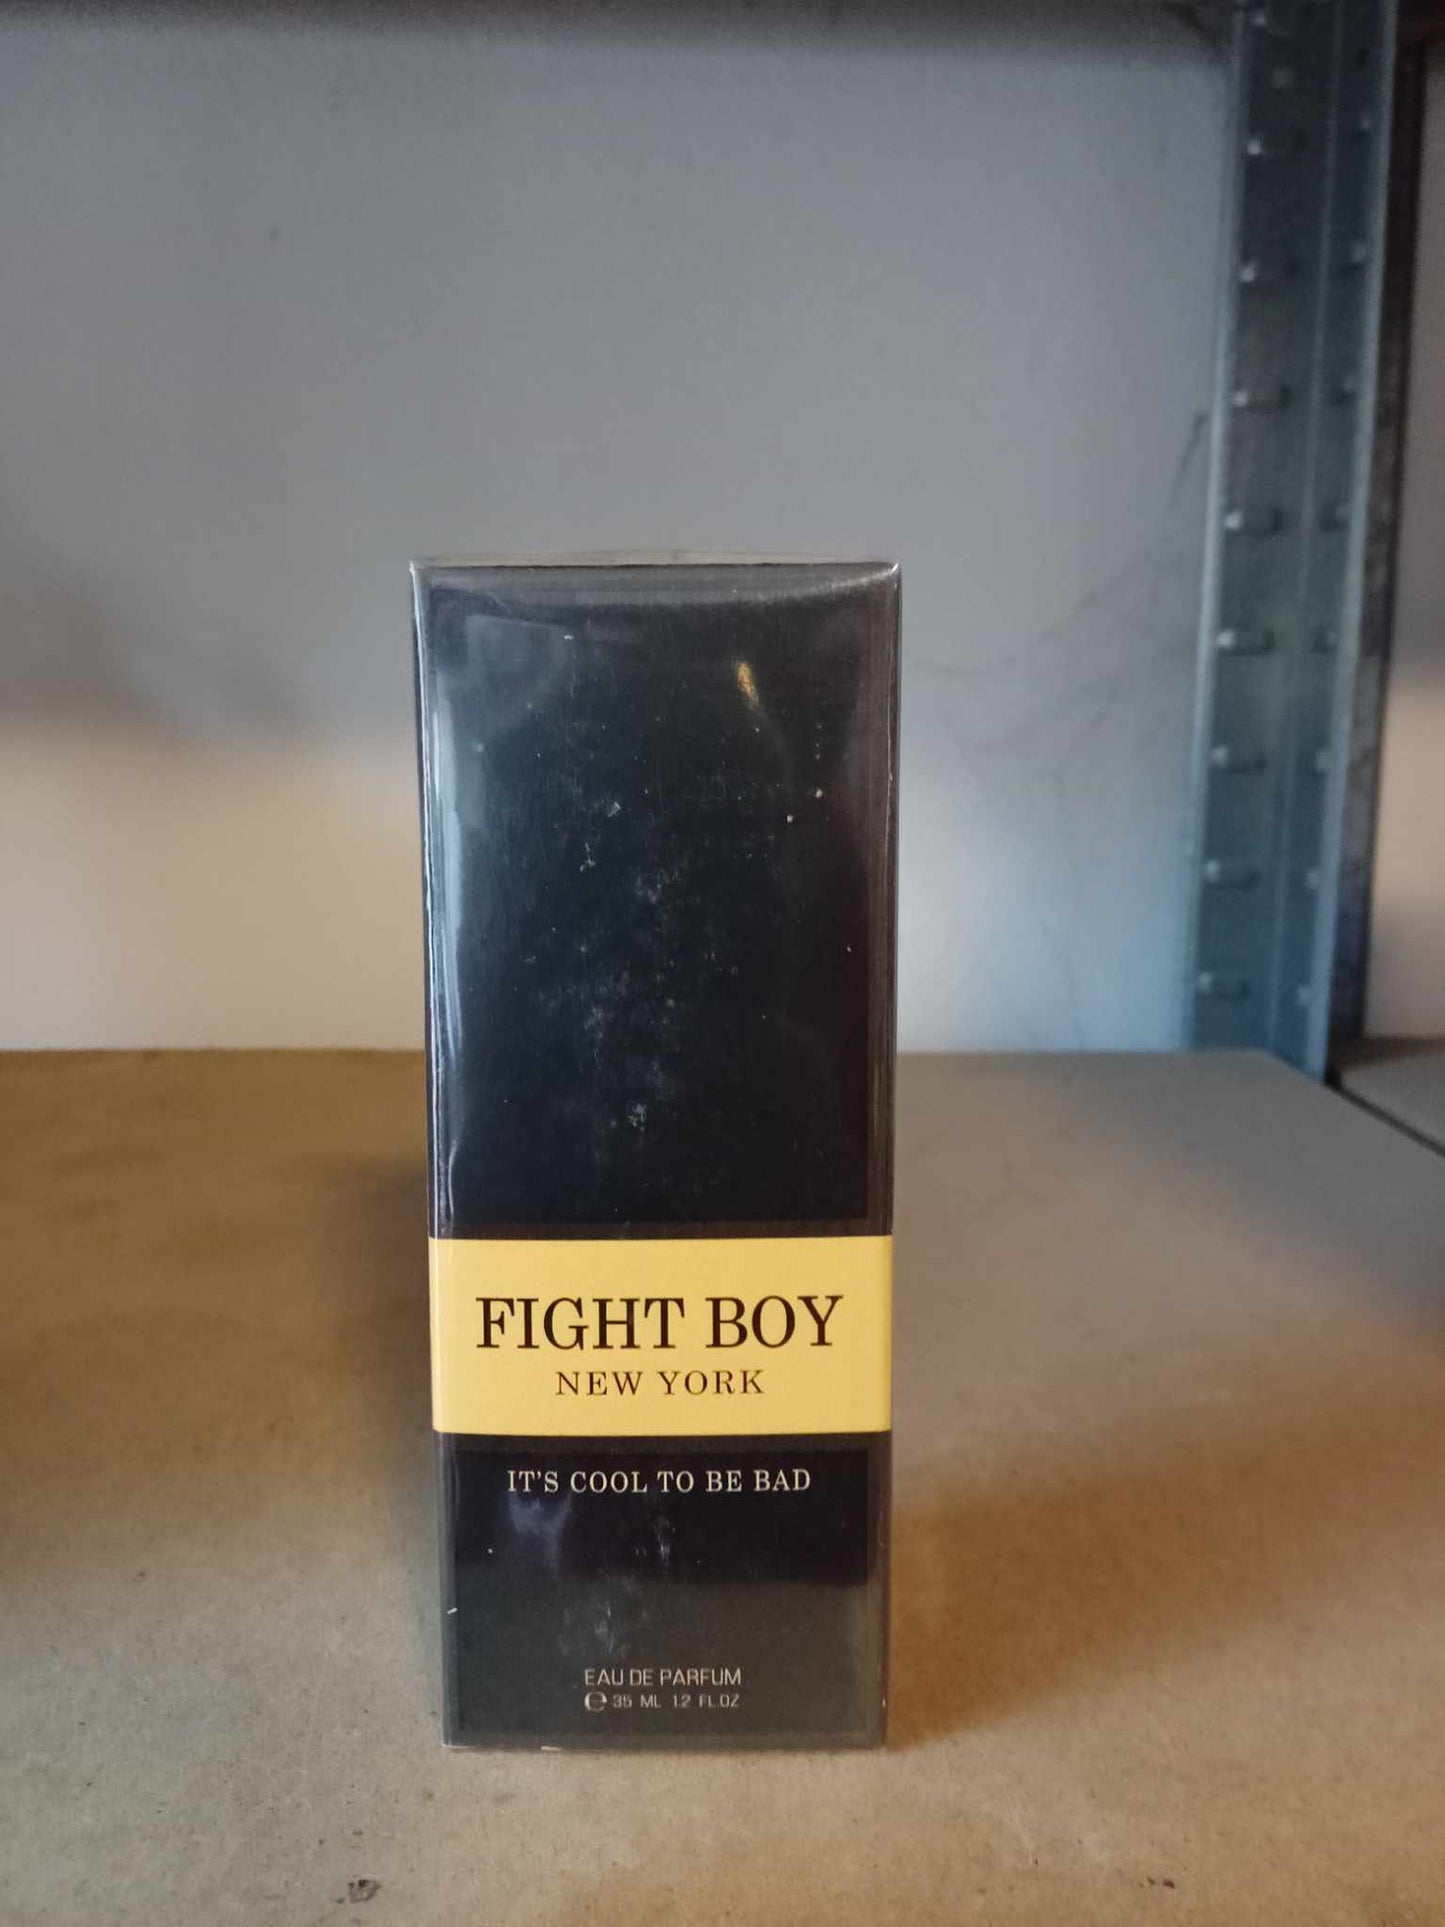 FIGHT BOY
NEW YORK
IT'S COOL TO BE BAD
EAU DE PARFUM
℮ 35 ML 1.2 FL.OZ